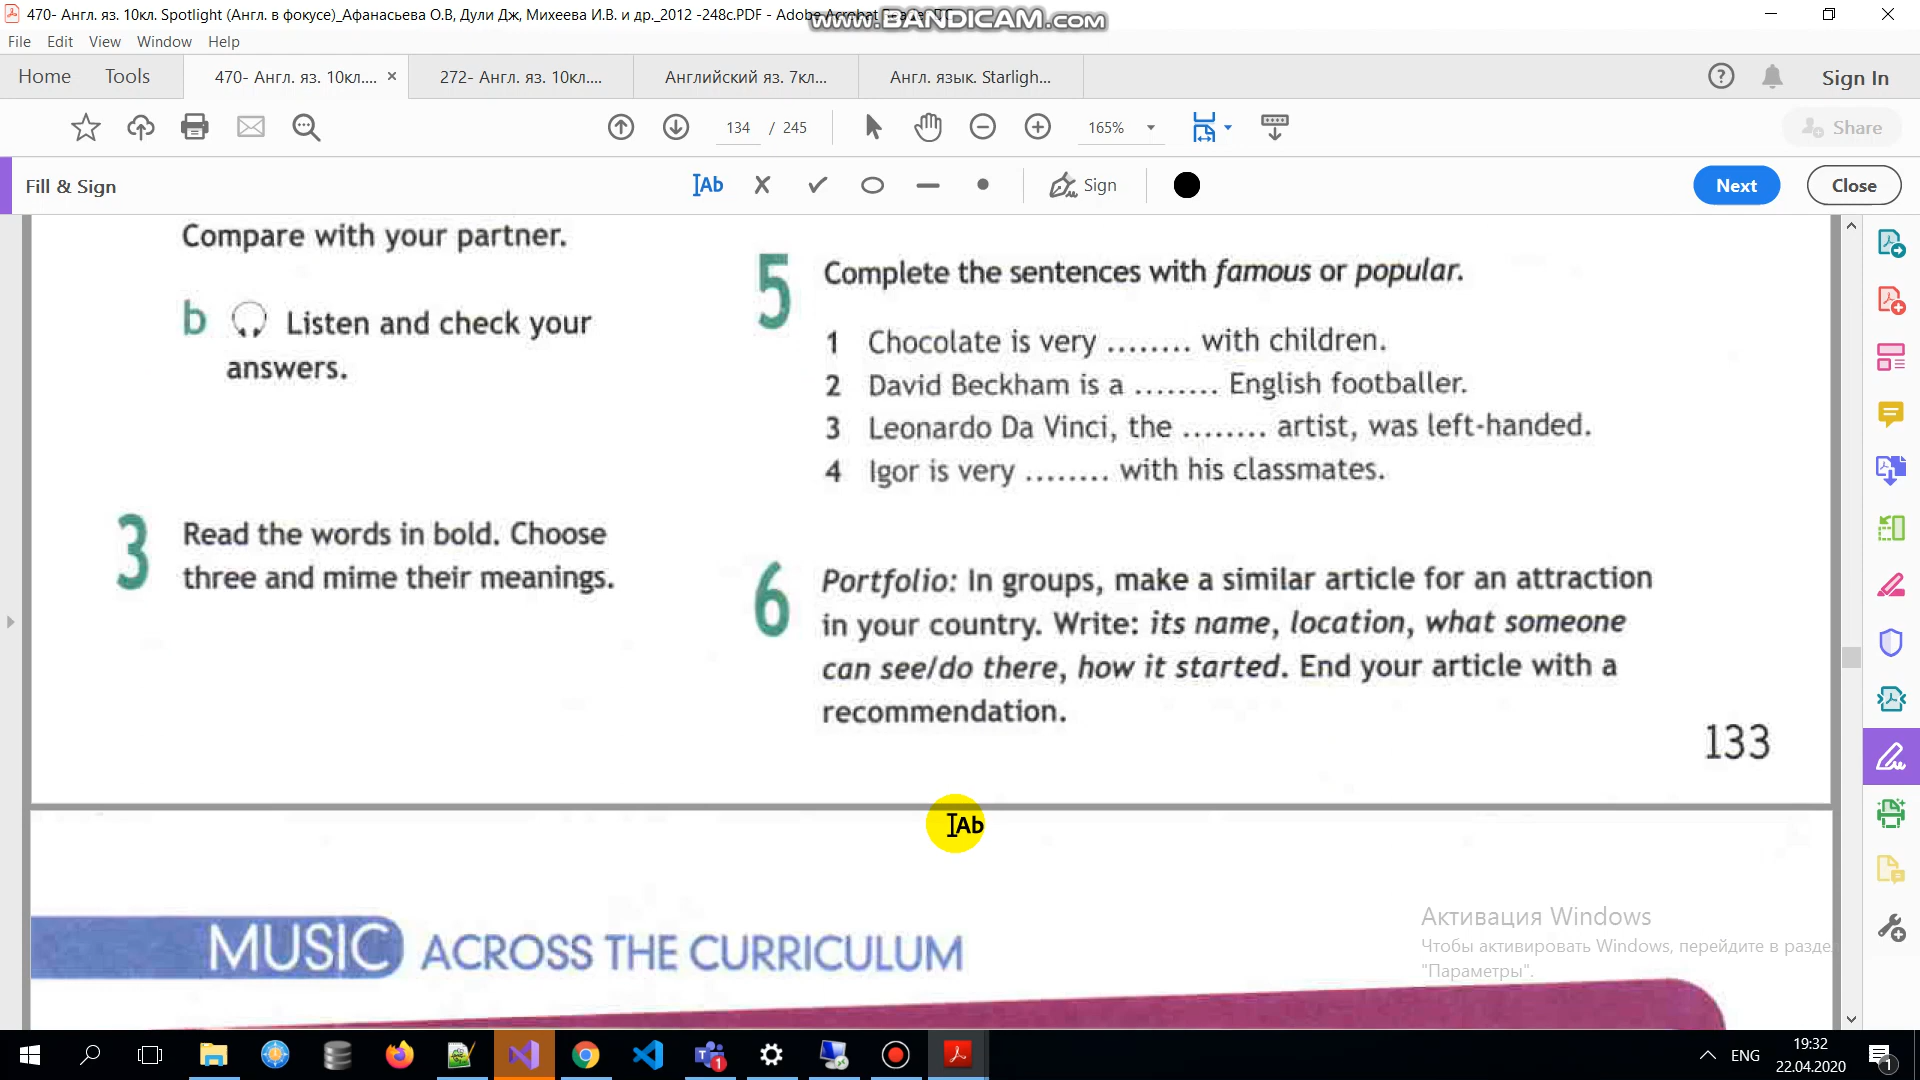 470- Англ. яз. 10кл. Spotlight (Англ. в фокусе)_Афанасьева О.В, Дули Дж, Михеева И.В. и др._2012 -248с.PDF - Adobe Acrobat
www.BANDICAM.com
File Edit View Window Help
Home Tools 470- Англ. яз. 10кл.... × 272- Англ. яз. 10кл.... Английский яз. 7кл... Англ. язык. Starligh... Sign In
134 / 245 165% Share
Fill & Sign Ab Sign Next Close
Compare with your partner.
b Listen and check your
answers.
3 Read the words in bold. Choose
three and mime their meanings.
5 Complete the sentences with famous or popular.
1 Chocolate is very ........ with children.
2 David Beckham is a ........ English footballer.
3 Leonardo Da Vinci, the ........ artist, was left-handed.
4 Igor is very ........ with his classmates.
6 Portfolio: In groups, make a similar article for an attraction
in your country. Write: its name, location, what someone
can see/do there, how it started. End your article with a
recommendation.
133
Ab
MUSIC ACROSS THE CURRICULUM
Активация Windows
Чтобы активировать Windows, перейдите в раздел
"Параметры".
1
ENG
19:32
22.04.2020
1